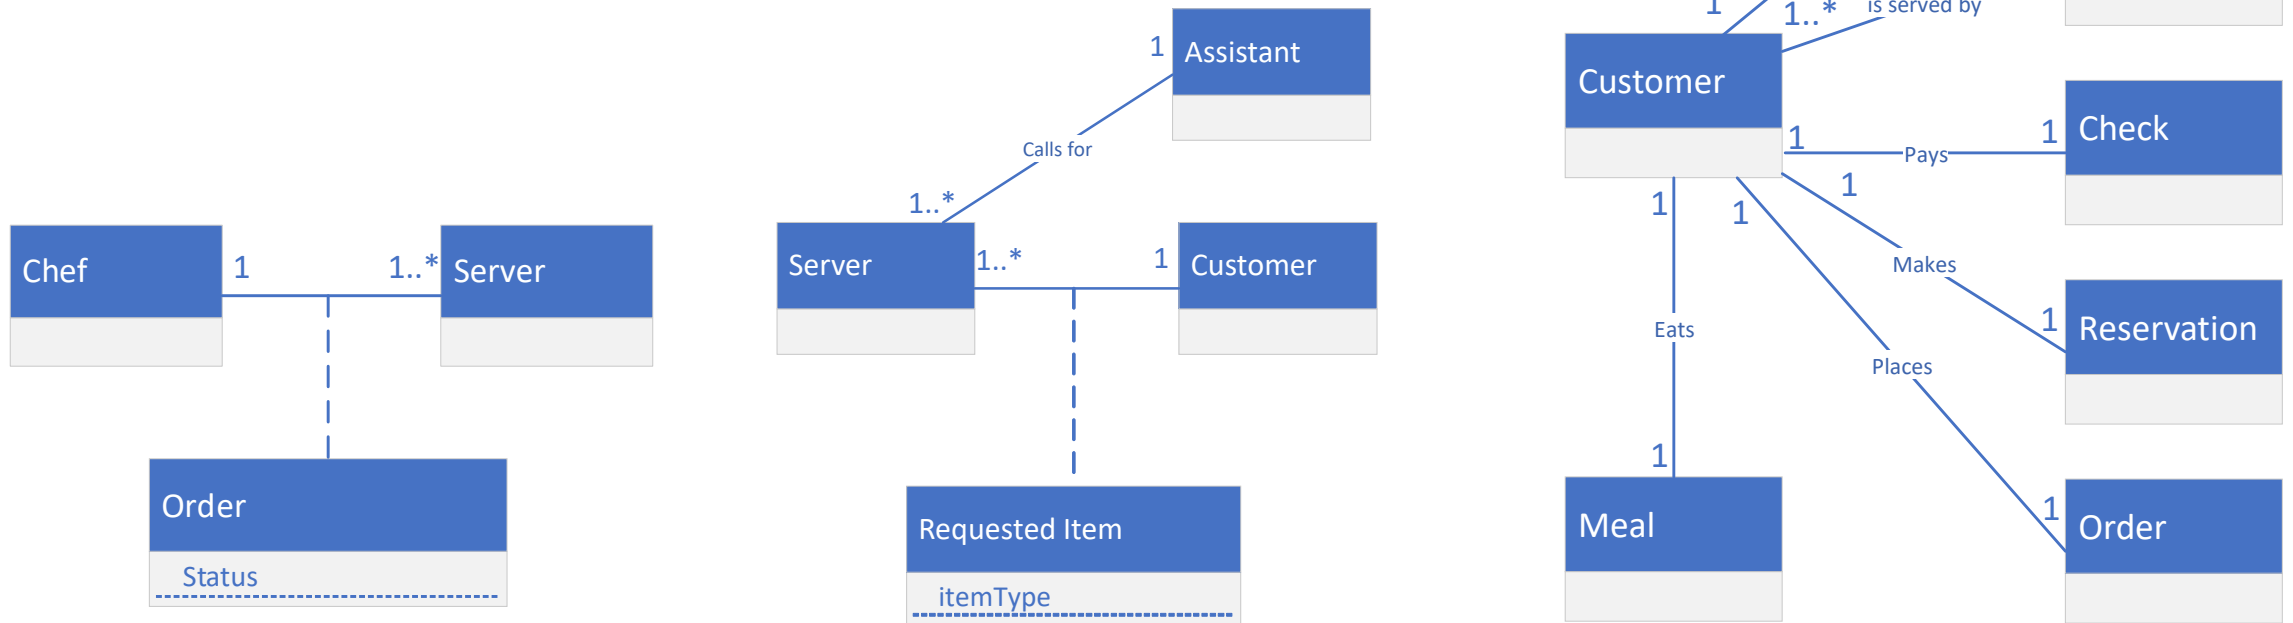 Chef
1
1..*
Server
Order
Status
Assistant
1
Calls for
1..*
Server
1..*
1
Customer
Requested Item
itemType
1
1..*
is served by
Customer
1
Pays
1
Check
1
Makes
1
Reservation
1
Eats
1
Meal
1
Places
1
Order